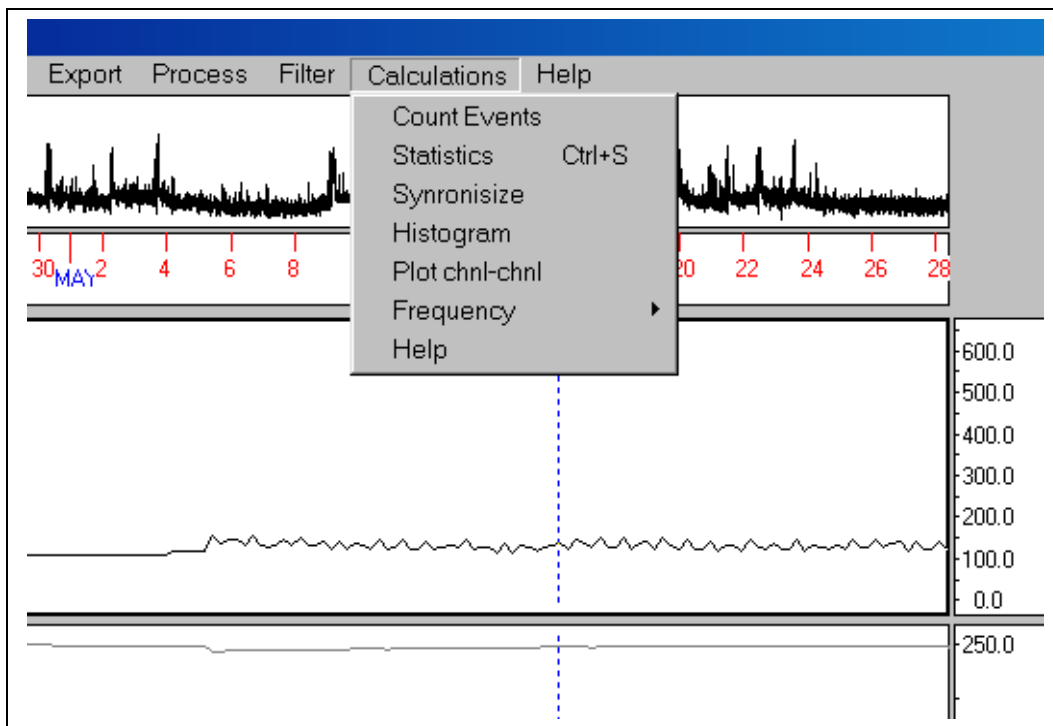 Export Process Filter Calculations Help
Count Events
Statistics Ctrl+S
Synronisize
Histogram
Plot chnl-chnl
Frequency
Help
30 MAY 2 4 6 8 20 22 24 26 28
600.0
500.0
400.0
300.0
200.0
100.0
0.0
250.0